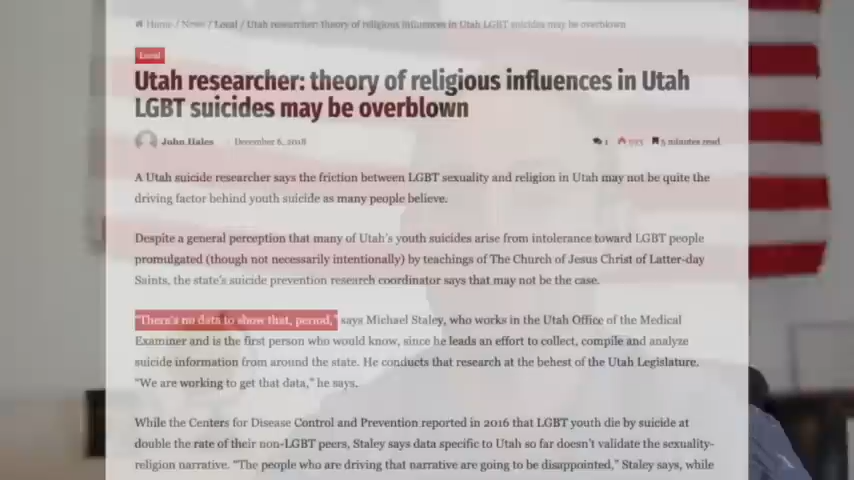 Home / News / Local / Utah researcher: theory of religious influences in Utah LGBT suicides may be overblown
Local
Utah researcher: theory of religious influences in Utah
LGBT suicides may be overblown
John Hales December 6, 2018 1 593 5 minutes read
A Utah suicide researcher says the friction between LGBT sexuality and religion in Utah may not be quite the
driving factor behind youth suicide as many people believe.
Despite a general perception that many of Utah's youth suicides arise from intolerance toward LGBT people
promulgated (though not necessarily intentionally) by teachings of The Church of Jesus Christ of Latter-day
Saints, the state's suicide prevention research coordinator says that may not be the case.
"There's no data to show that, period," says Michael Staley, who works in the Utah Office of the Medical
Examiner and is the first person who would know, since he leads an effort to collect, compile and analyze
suicide information from around the state. He conducts that research at the behest of the Utah Legislature.
"We are working to get that data," he says.
While the Centers for Disease Control and Prevention reported in 2016 that LGBT youth die by suicide at
double the rate of their non-LGBT peers, Staley says data specific to Utah so far doesn't validate the sexuality-
religion narrative. "The people who are driving that narrative are going to be disappointed," Staley says, while